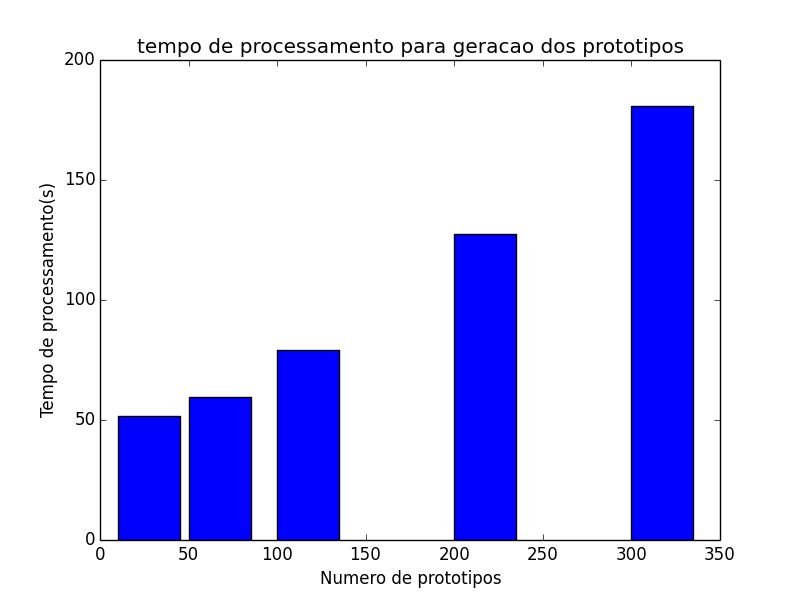 tempo de processamento para geracao dos prototipos
200
150
100
50
0
Tempo de processamento(s)
0 50 100 150 200 250 300 350
Numero de prototipos